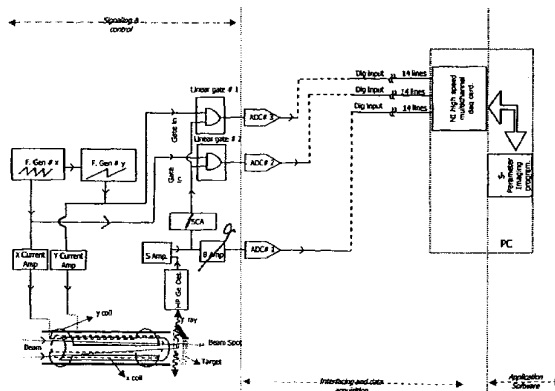 Signaling &
control
Linear gate # 1
Dig Input 14 lines
Dig Input 14 lines
Dig Input 14 lines
NI high speed
multichannel
daq card.
Gate in
ADC# 3
Linear gate # 2
F. Gen # x
F. Gen # y
Gate in
ADC# 2
S-
Parameter
Imaging
program
SCA
PC
X Current
Amp
Y Current
Amp
S Amp.
B Amp
ADC# 1
HP Ge Det.
γ ray
y coil
Beam
Beam Spot
Target
x coil
Interfacing and data
acquisition
Application
Software